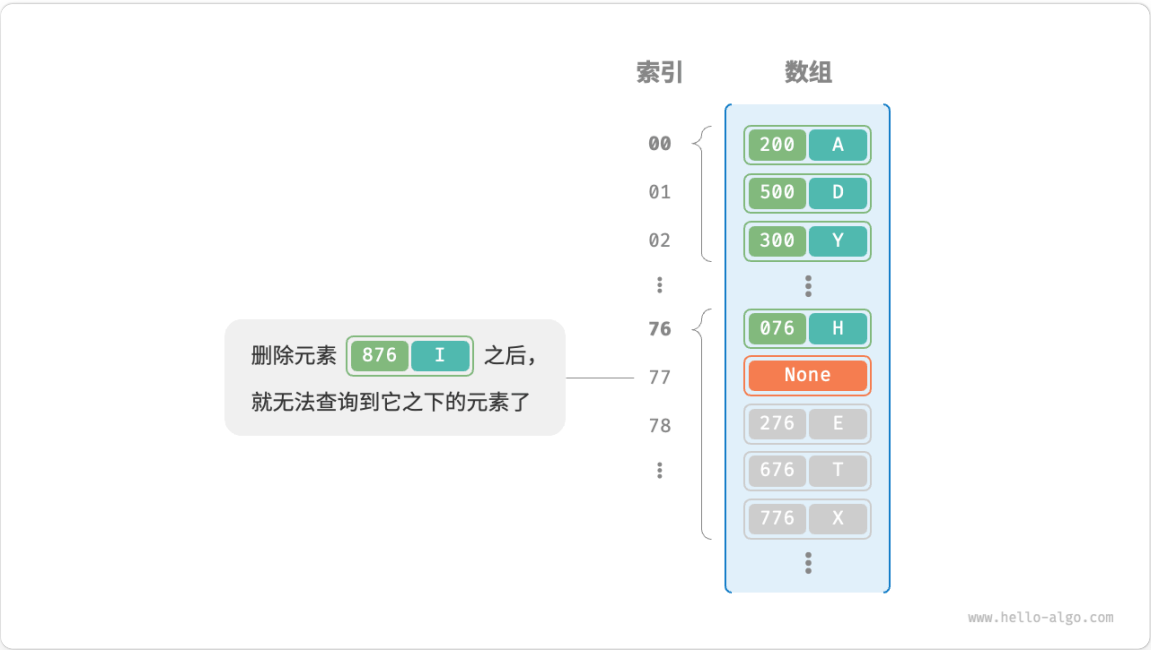 索引 数组
00 200 A
01 500 D
02 300 Y
76 076 H
删除元素 876 I 之后，
77 None
就无法查询到它之下的元素了
78 276 E
676 T
776 X
www.hello-algo.com